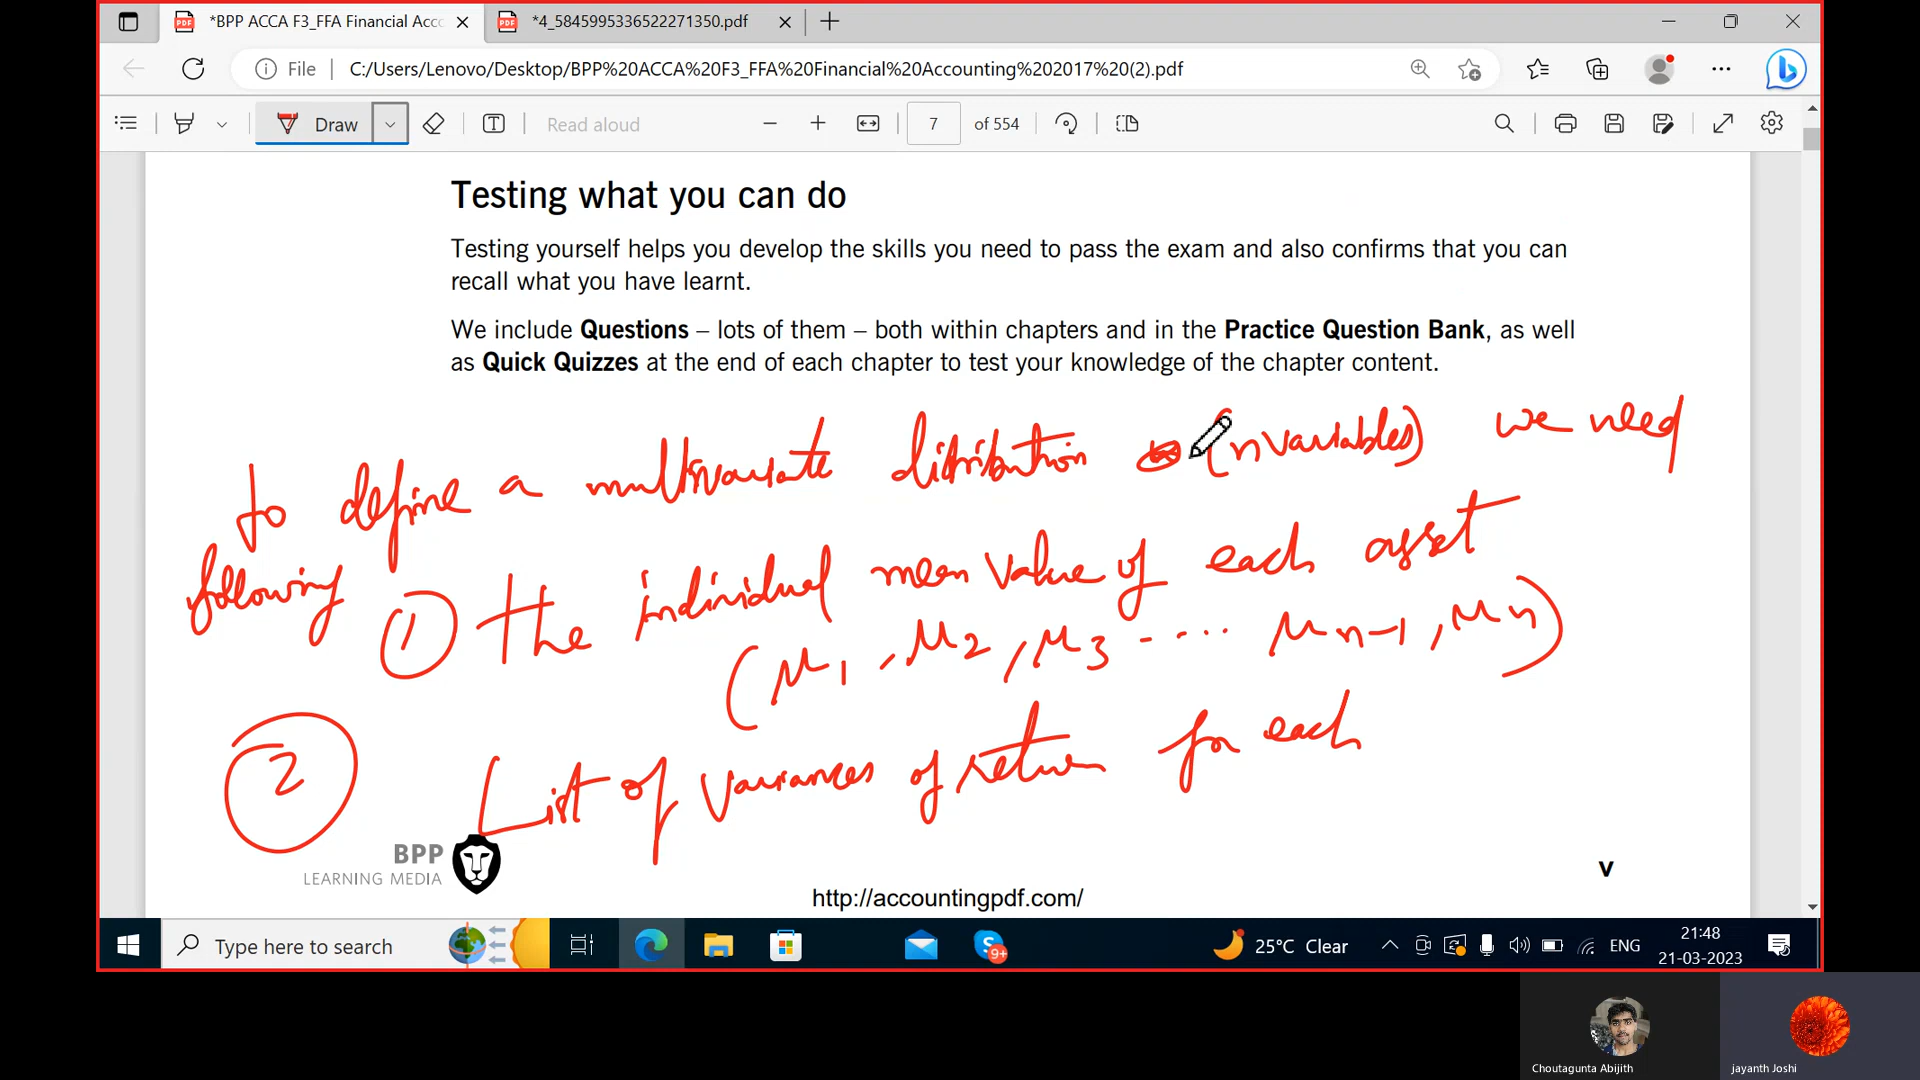 *BPP ACCA F3_FFA Financial Acco
*4_5845995336522271350.pdf
File
C:/Users/Lenovo/Desktop/BPP%20ACCA%20F3_FFA%20Financial%20Accounting%202017%20(2).pdf
Draw
Read aloud
7 of 554
Testing what you can do
Testing yourself helps you develop the skills you need to pass the exam and also confirms that you can
recall what you have learnt.
We include Questions – lots of them – both within chapters and in the Practice Question Bank, as well
as Quick Quizzes at the end of each chapter to test your knowledge of the chapter content.
to define a multivariate distribution (n variables) we need
following
① The individual mean value of each asset
(μ1, μ2, μ3 ---- μn-1, μn)
② List of variances of return for each
BPP
LEARNING MEDIA
v
http://accountingpdf.com/
Type here to search
9+
25°C Clear
ENG
21:48
21-03-2023
Choutagunta Abijith
jayanth Joshi